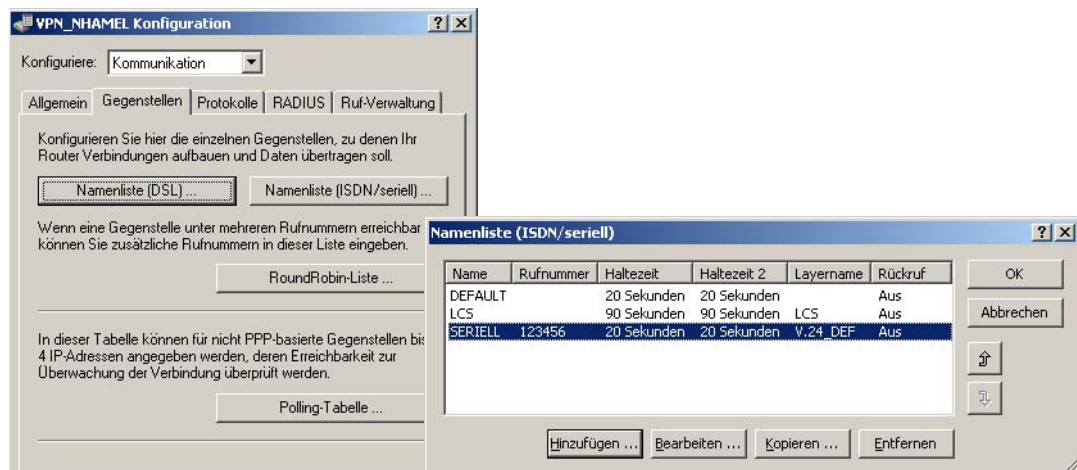 VPN_NHAMEL Konfiguration
Konfiguriere: Kommunikation
Allgemein Gegenstellen Protokolle RADIUS Ruf-Verwaltung
Konfigurieren Sie hier die einzelnen Gegenstellen, zu denen Ihr
Router Verbindungen aufbauen und Daten übertragen soll.
Namenliste (DSL) ... Namenliste (ISDN/seriell) ...
Wenn eine Gegenstelle unter mehreren Rufnummern erreichbar
können Sie zusätzliche Rufnummern in dieser Liste eingeben.
RoundRobin-Liste ...
In dieser Tabelle können für nicht PPP-basierte Gegenstellen bis
4 IP-Adressen angegeben werden, deren Erreichbarkeit zur
Überwachung der Verbindung überprüft werden.
Polling-Tabelle ...
Namenliste (ISDN/seriell)
Name Rufnummer Haltezeit Haltezeit 2 Layername Rückruf
DEFAULT 20 Sekunden 20 Sekunden Aus
LCS 90 Sekunden 90 Sekunden LCS Aus
SERIELL 123456 20 Sekunden 20 Sekunden V.24_DEF Aus
OK
Abbrechen
Hinzufügen ... Bearbeiten ... Kopieren ... Entfernen